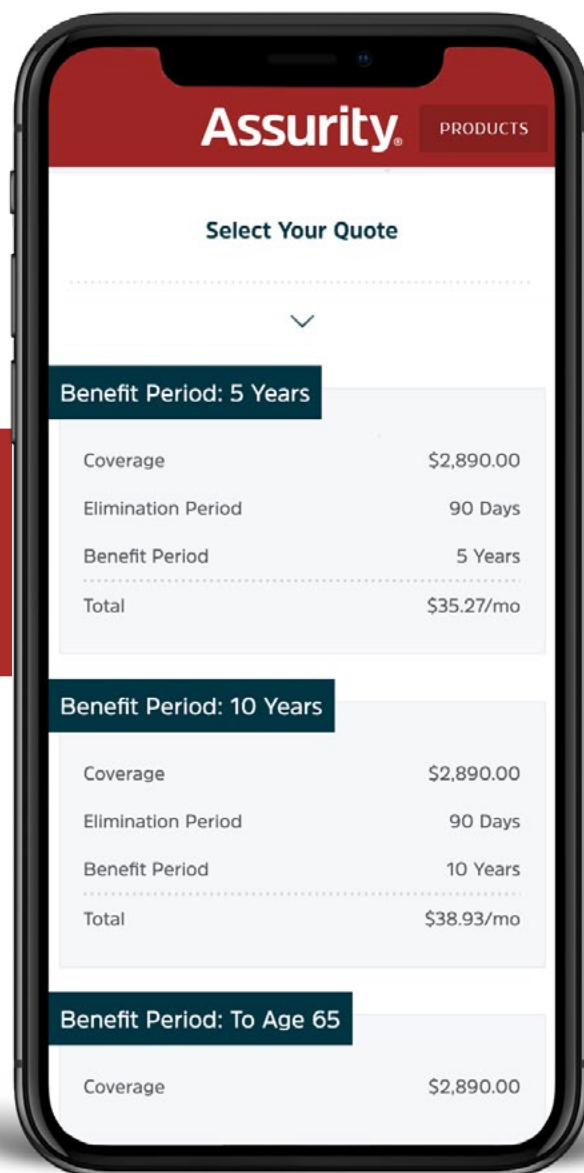 Assurity® PRODUCTS
Select Your Quote
Benefit Period: 5 Years
Coverage $2,890.00
Elimination Period 90 Days
Benefit Period 5 Years
Total $35.27/mo
Benefit Period: 10 Years
Coverage $2,890.00
Elimination Period 90 Days
Benefit Period 10 Years
Total $38.93/mo
Benefit Period: To Age 65
Coverage $2,890.00